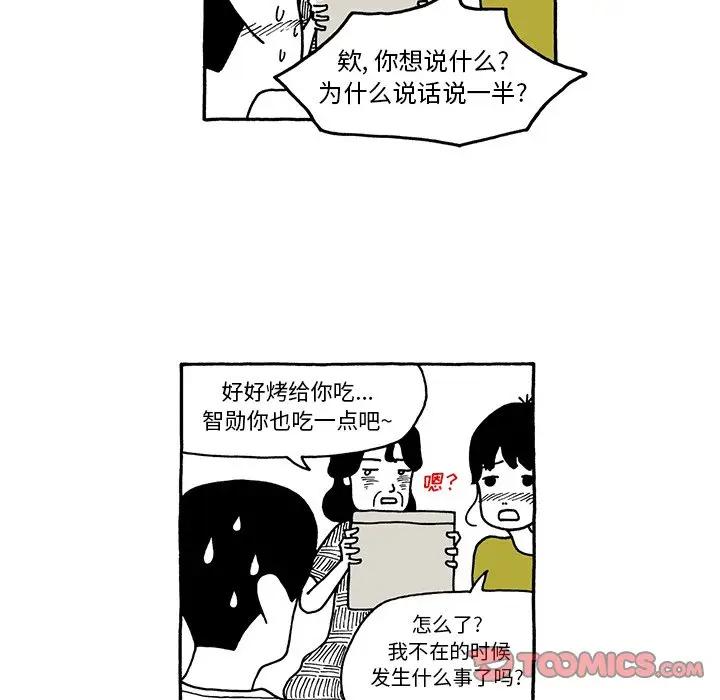 欸, 你想说什么?
为什么说话说一半?
好好烤给你吃...
智勋你也吃一点吧~
嗯?
怎么了?
我不在的时候
发生什么事了吗?
TOOMICS.COM